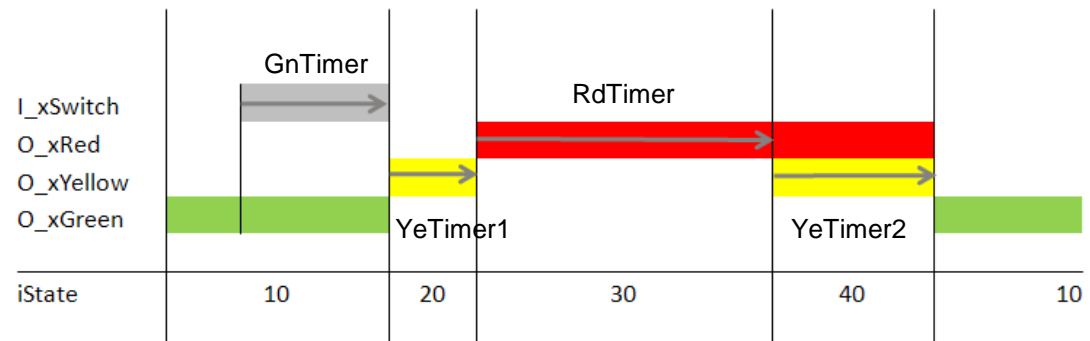 GnTimer
RdTimer
I_xSwitch
O_xRed
O_xYellow
O_xGreen
YeTimer1
YeTimer2
iState 10 20 30 40 10